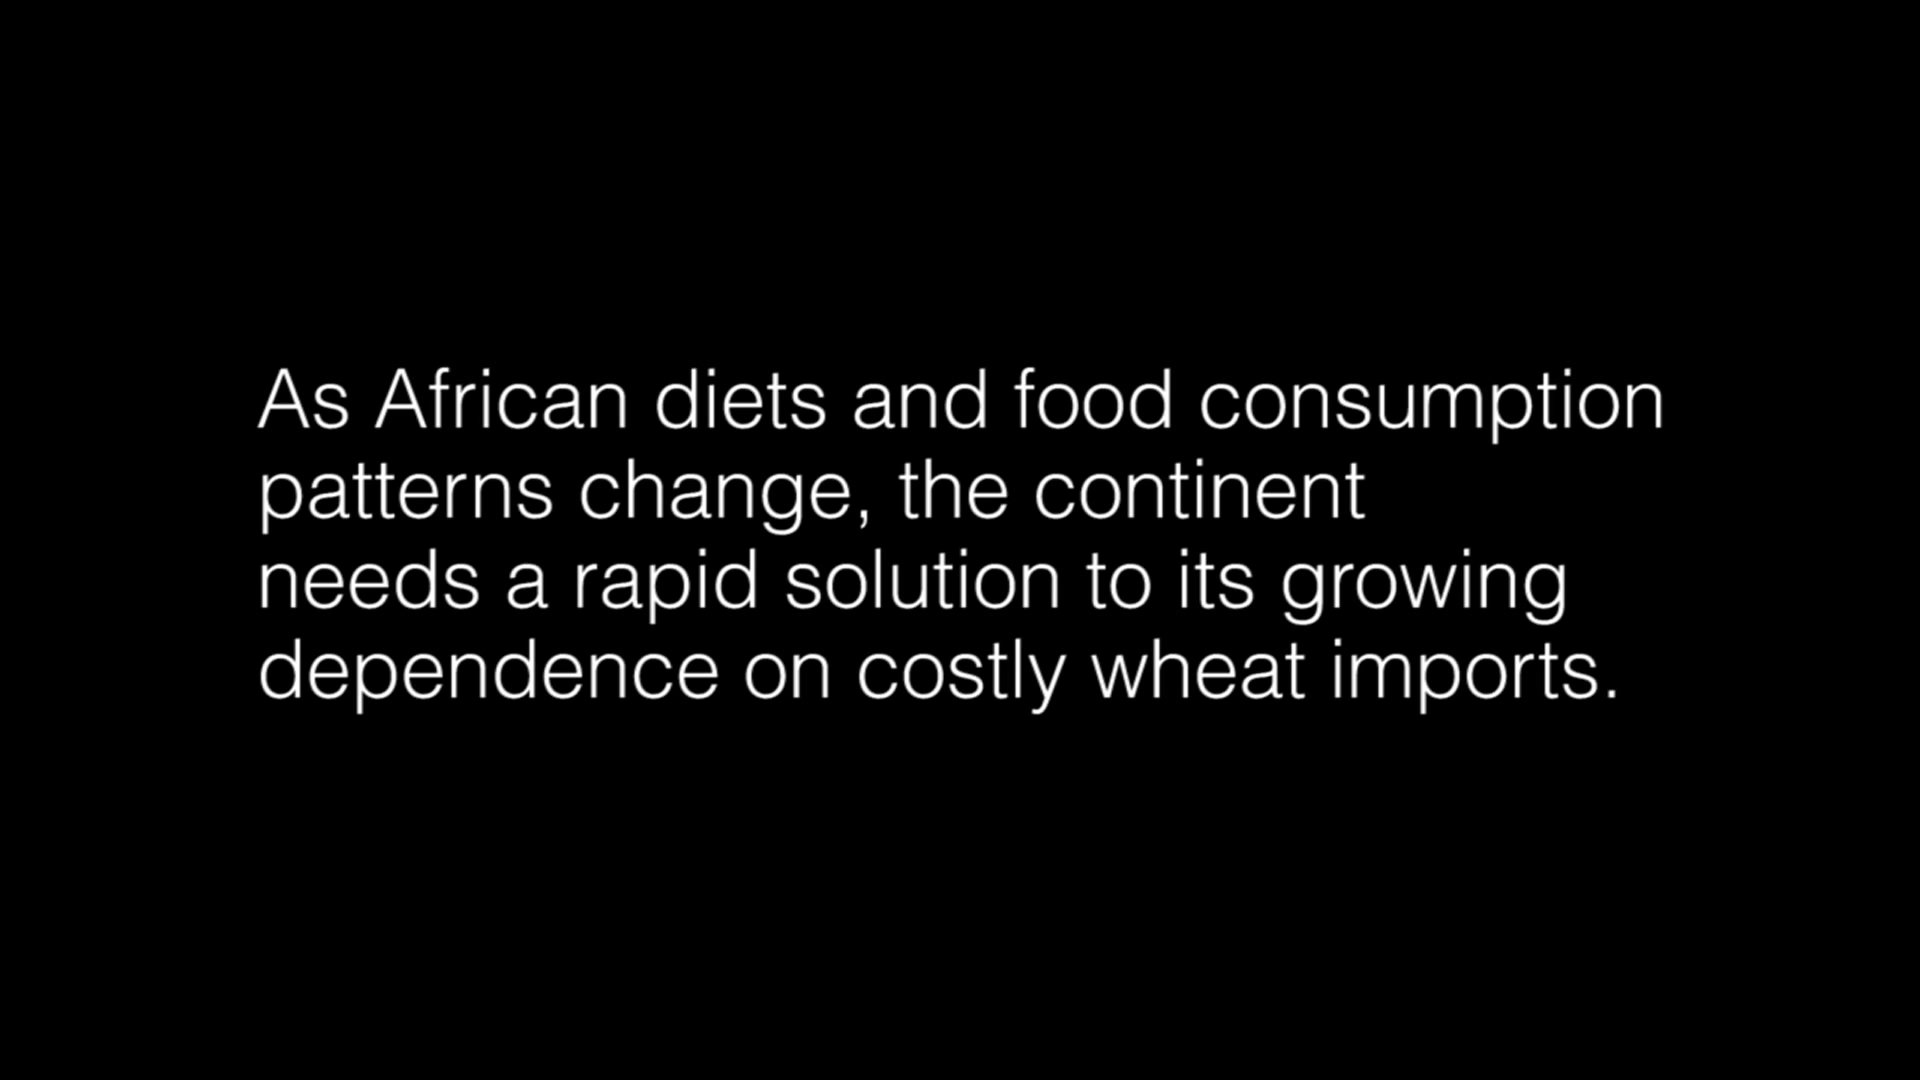 As African diets and food consumption
patterns change, the continent
needs a rapid solution to its growing
dependence on costly wheat imports.